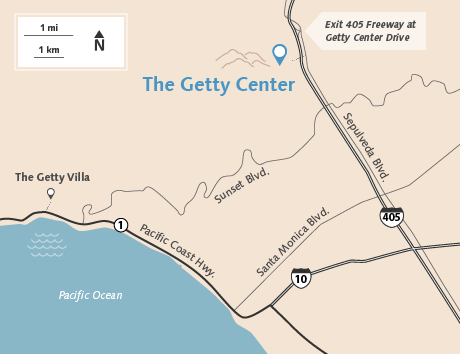 1 mi
1 km
N
Exit 405 Freeway at
Getty Center Drive
The Getty Center
Sepulveda Blvd.
The Getty Villa
Sunset Blvd.
1
Pacific Coast Hwy.
Santa Monica Blvd.
405
10
Pacific Ocean